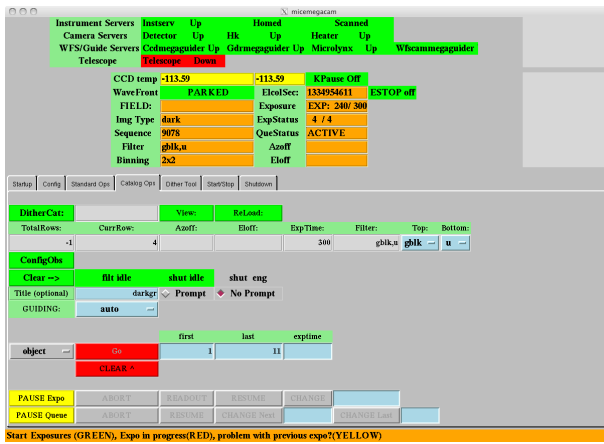 micemegacam
Instrument Servers Instserv Up Homed Scanned
Camera Servers Detector Up Hk Up Heater Up
WFS/Guide Servers Ccdmegaguider Up Gdrmegaguider Up Microlynx Up Wfscammegaguider
Telescope Telescope Down
CCD temp -113.59 -113.59 KPause Off
WaveFront PARKED ElcolSec: 1334954611 ESTOP off
FIELD: Exposure EXP: 240/ 300
Img Type dark ExpStatus 4 / 4
Sequence 9078 QueStatus ACTIVE
Filter gblk,u Azoff
Binning 2x2 Eloff
Startup Config Standard Ops Catalog Ops Dither Tool Start/Stop Shutdown
DitherCat: View: ReLoad:
TotalRows: CurrRow: Azoff: Eloff: ExpTime: Filter: Top: Bottom:
-1 4 300 gblk,u gblk u
ConfigObs
Clear --> filt idle shut idle shut eng
Title (optional) darkgr Prompt No Prompt
GUIDING: auto
first last exptime
object Go 1 11
CLEAR ^
PAUSE Expo ABORT READOUT RESUME CHANGE
PAUSE Queue ABORT RESUME CHANGE Next CHANGE Last
Start Exposures (GREEN), Expo in progress(RED), problem with previous expo?(YELLOW)